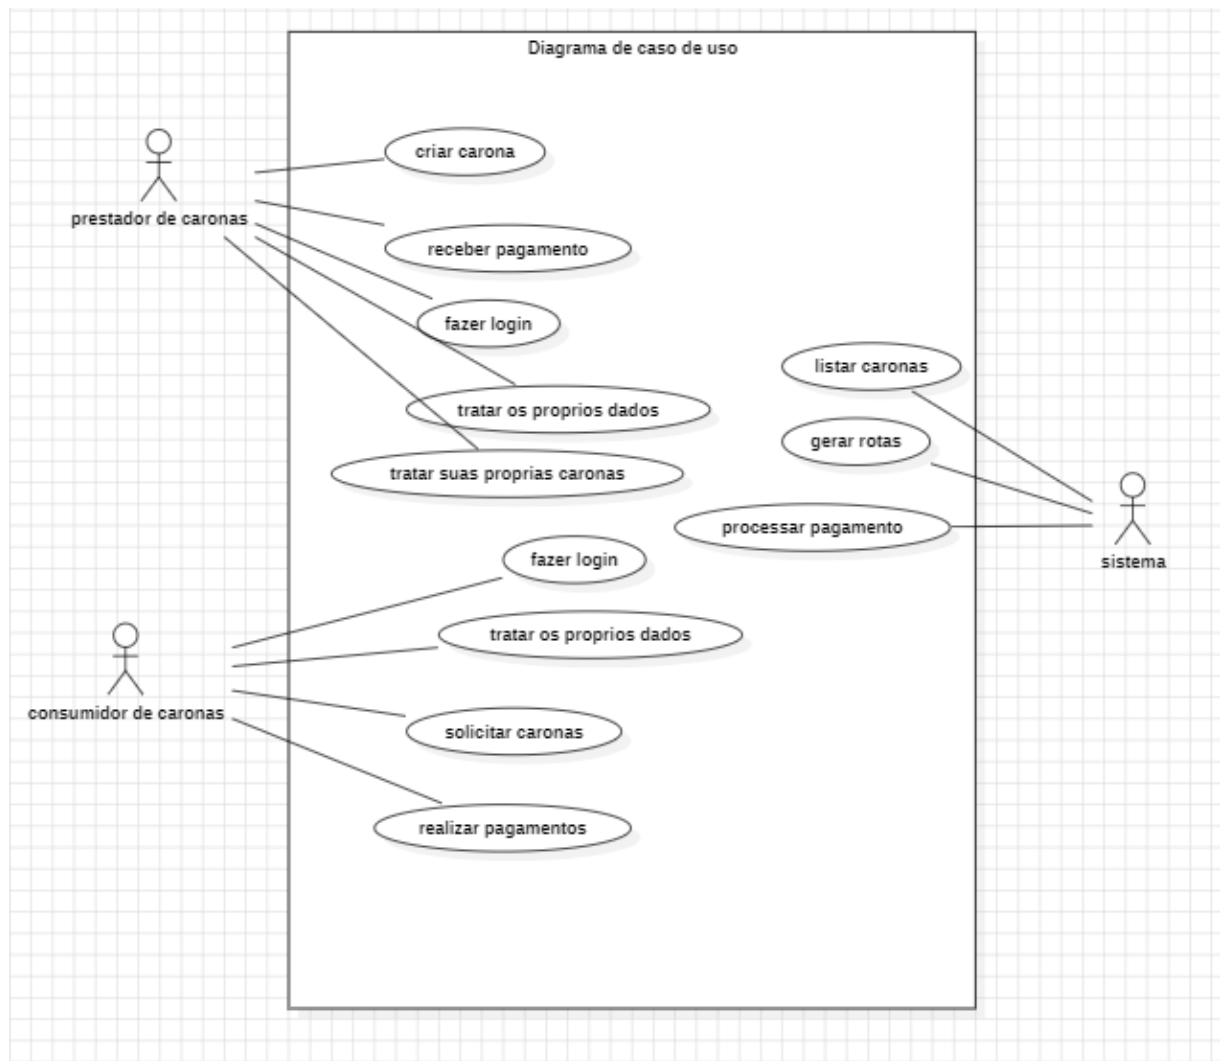 Diagrama de caso de uso
criar carona
prestador de caronas
receber pagamento
fazer login
listar caronas
tratar os proprios dados
gerar rotas
tratar suas proprias caronas
processar pagamento
fazer login
sistema
tratar os proprios dados
consumidor de caronas
solicitar caronas
realizar pagamentos